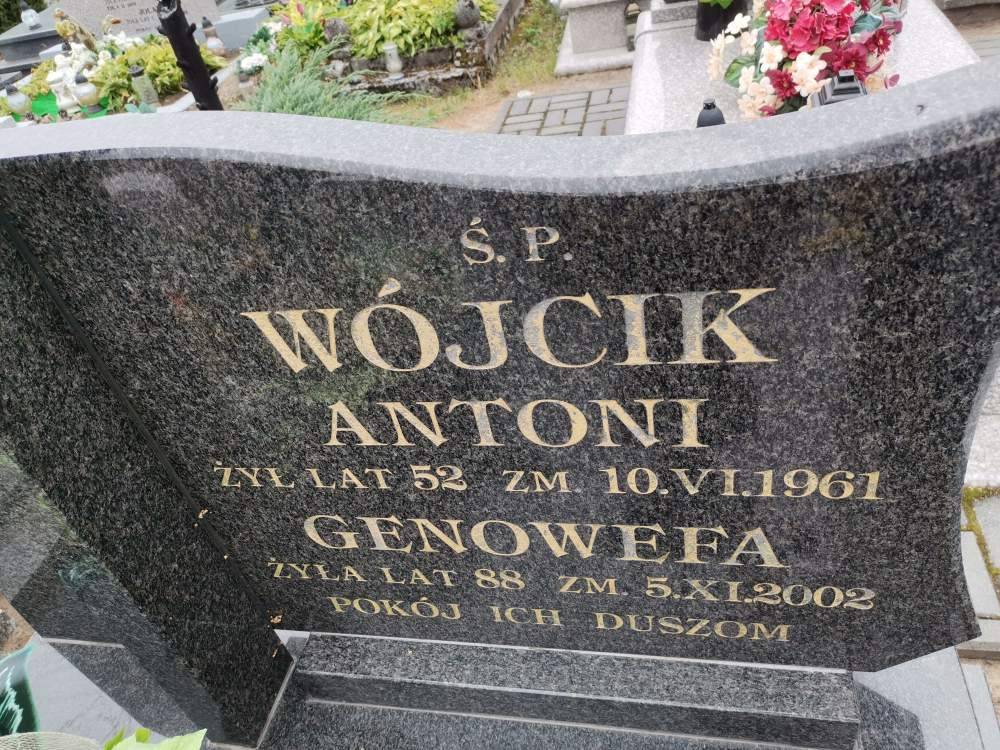 Ś. P.
WÓJCIK
ANTONI
ŻYŁ LAT 52 ZM. 10.VI.1961
GENOWEFA
ŻYŁA LAT 88 ZM. 5.XI.2002
POKÓJ ICH DUSZOM